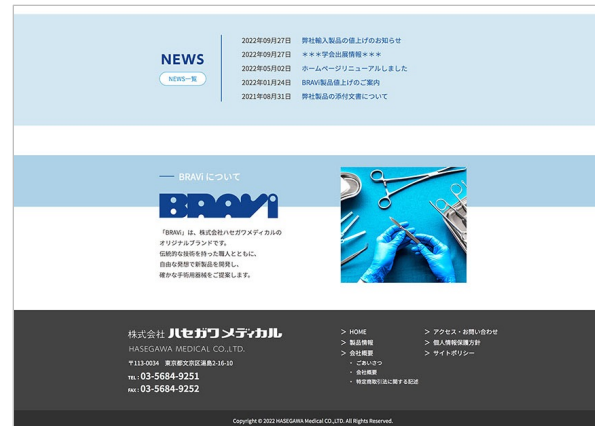 NEWS
NEWS一覧
2022年09月27日 弊社輸入製品の値上げのお知らせ
2022年09月27日 ＊＊＊学会出展情報＊＊＊
2022年05月02日 ホームページリニューアルしました
2022年01月24日 BRAVi製品値上げのご案内
2021年08月31日 弊社製品の添付文書について
BRAVi について
BRAVi
「BRAVi」は、株式会社ハセガワメディカルの
オリジナルブランドです。
伝統的な技術を持った職人とともに、
自由な発想で新製品を開発し、
確かな手術用器械をご提案します。
株式会社 ハセガワメディカル
HASEGAWA MEDICAL CO.,LTD.
〒113-0034 東京都文京区湯島2-16-10
TEL : 03-5684-9251
FAX : 03-5684-9252
> HOME
> 製品情報
> 会社概要
・ ごあいさつ
・ 会社概要
・ 特定商取引法に関する記述
> アクセス・お問い合わせ
> 個人情報保護方針
> サイトポリシー
Copyright © 2022 HASEGAWA Medical CO.,LTD. All Rights Reserved.